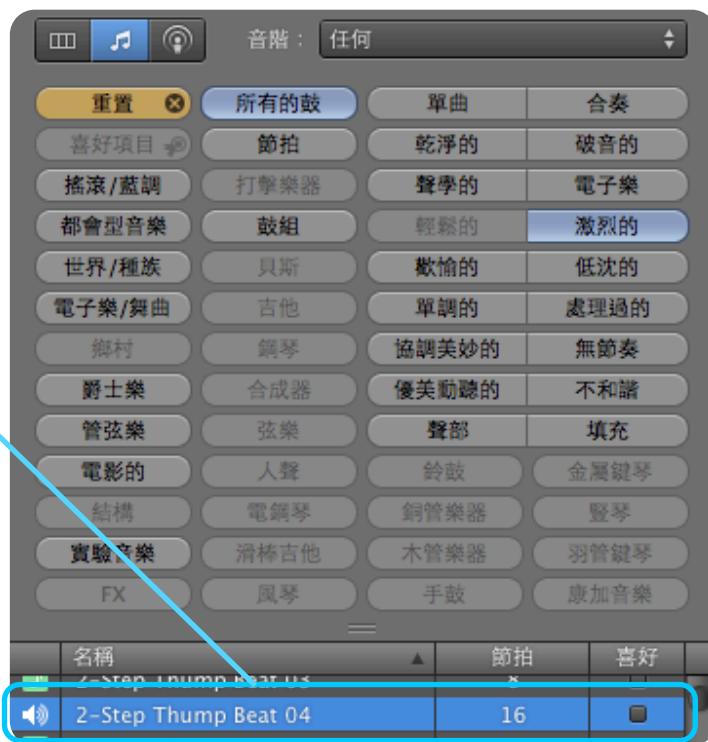 音階： 任何
重置 所有的鼓 單曲 合奏
喜好項目 節拍 乾淨的 破音的
搖滾/藍調 打擊樂器 聲學的 電子樂
都會型音樂 鼓組 輕鬆的 激烈的
世界/種族 貝斯 歡愉的 低沈的
電子樂/舞曲 吉他 單調的 處理過的
鄉村 鋼琴 協調美妙的 無節奏
爵士樂 合成器 優美動聽的 不和諧
管弦樂 弦樂 聲部 填充
電影的 人聲 鈴鼓 金屬鍵琴
結構 電鋼琴 銅管樂器 豎琴
實驗音樂 滑棒吉他 木管樂器 羽管鍵琴
FX 風琴 手鼓 康加音樂
名稱 節拍 喜好
2-Step Thump Beat 03 8
2-Step Thump Beat 04 16